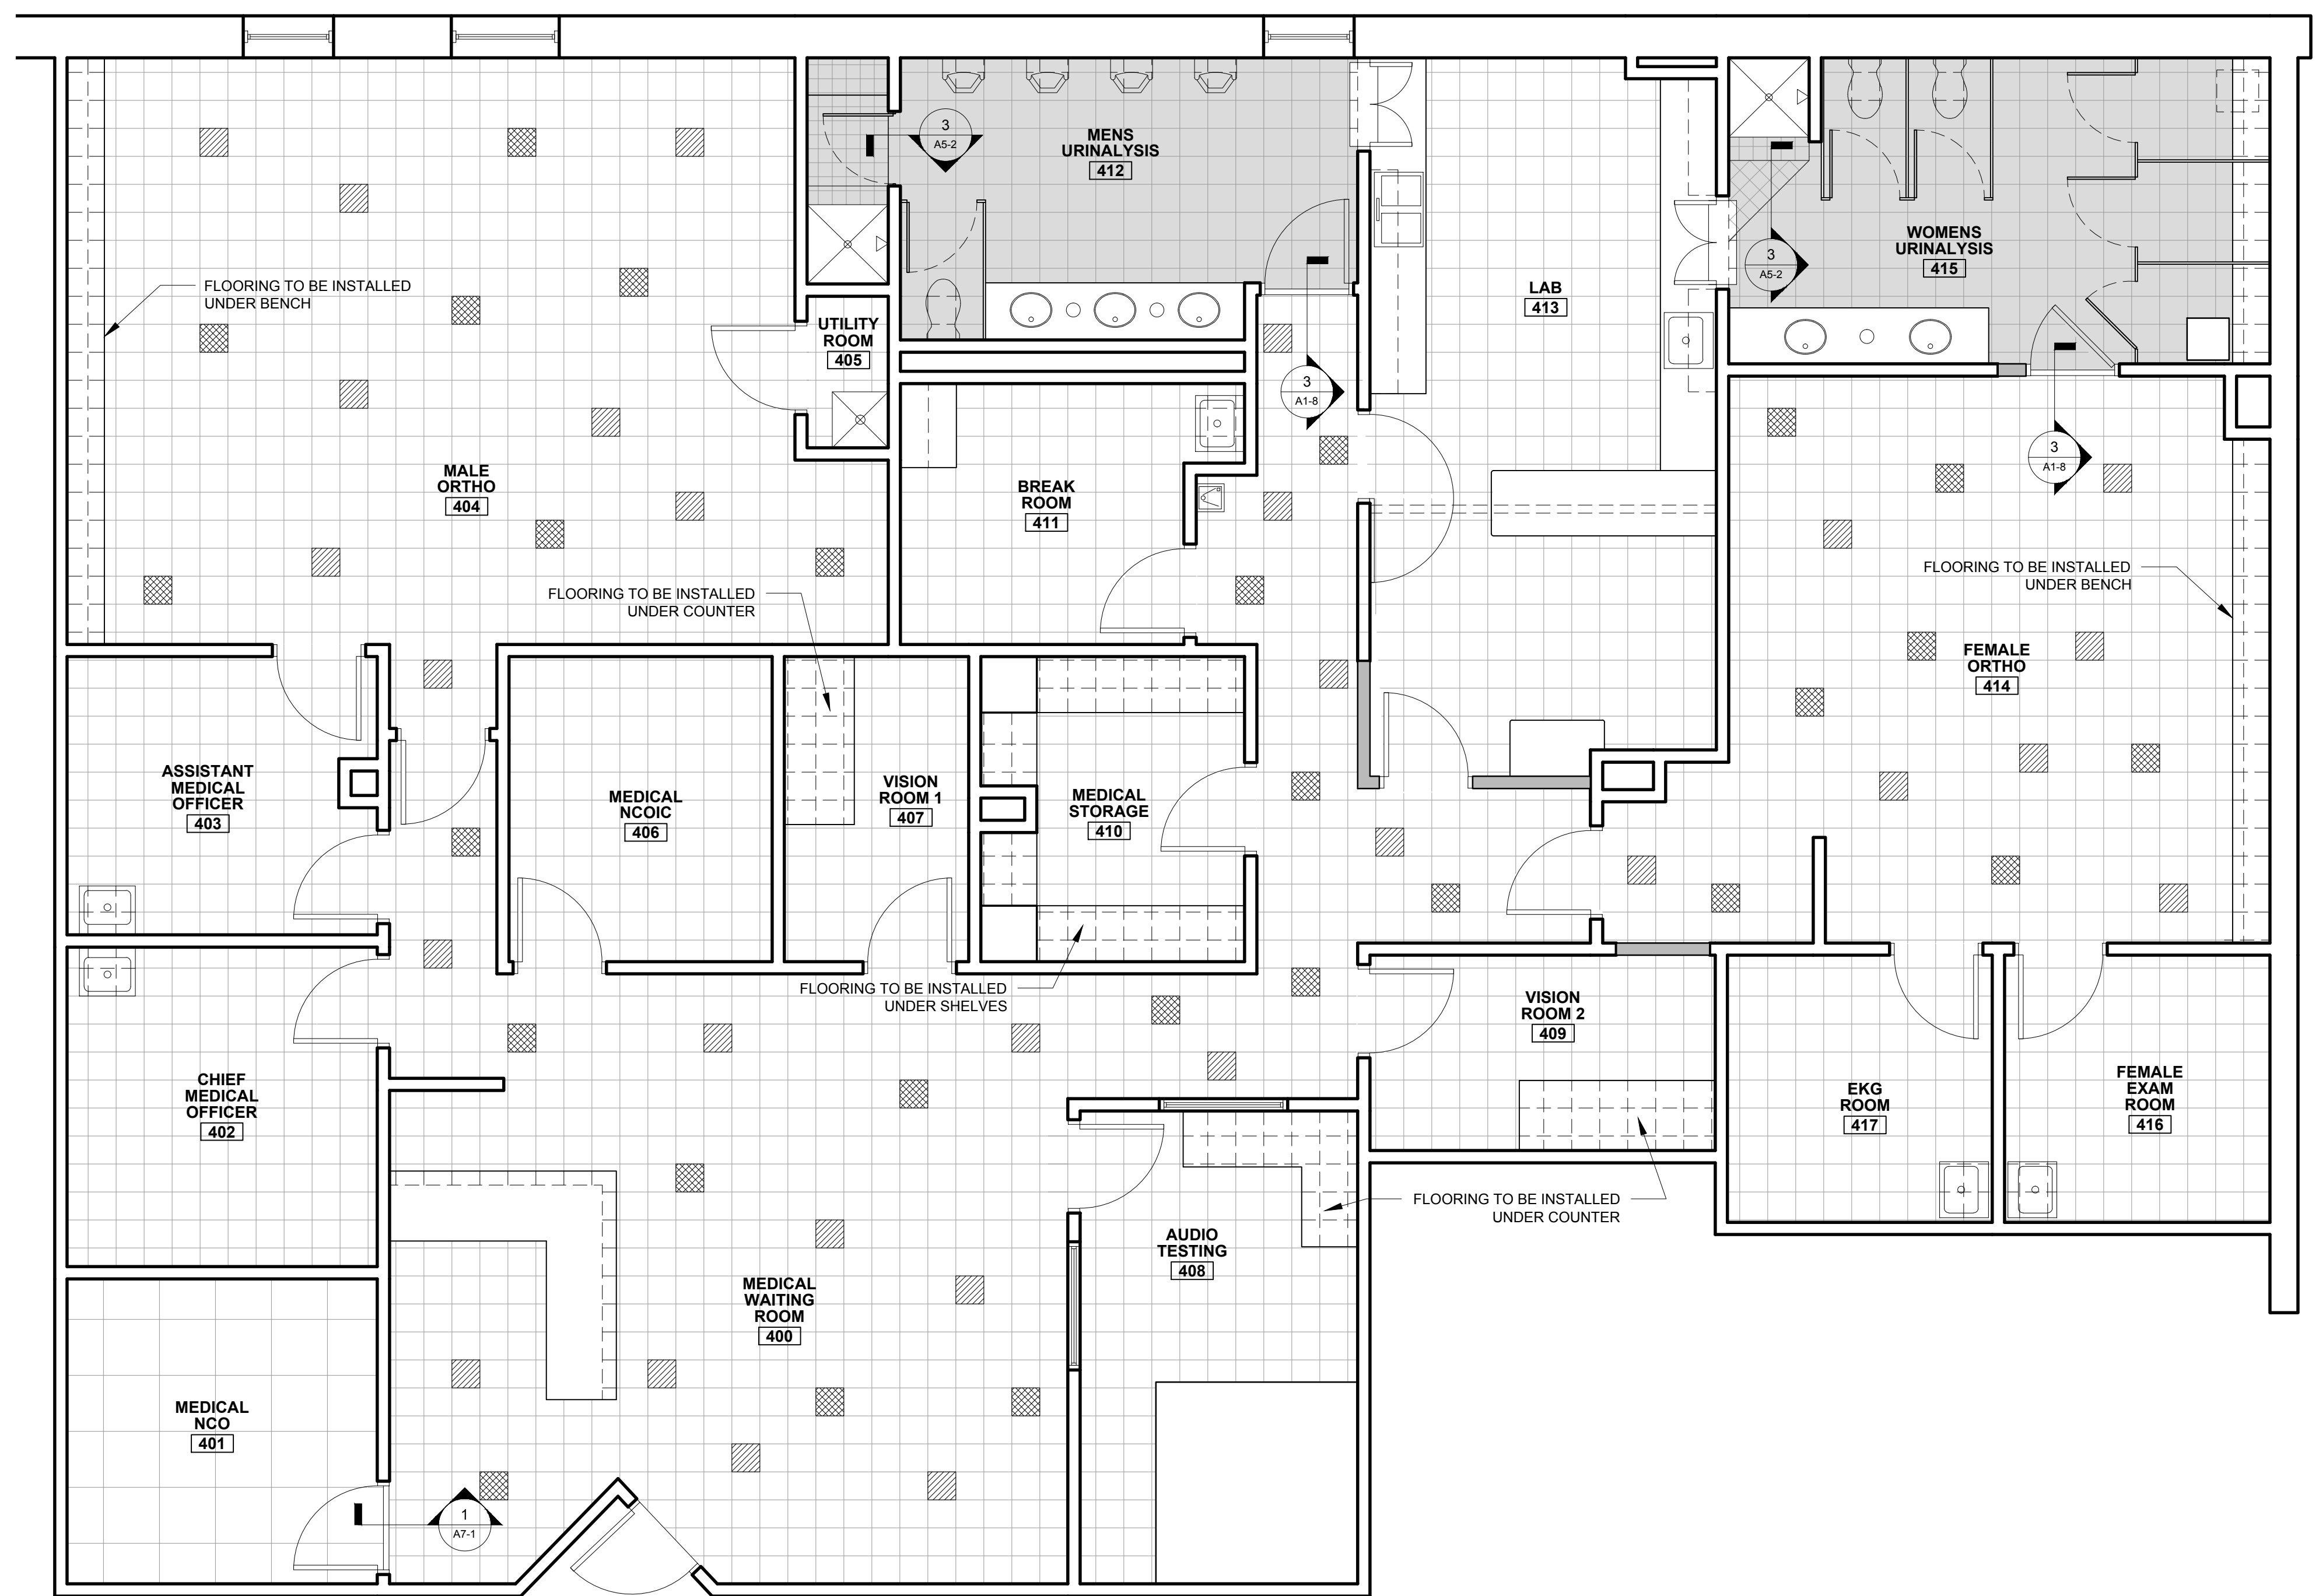 3
A5-2
MENS
URINALYSIS
412
WOMENS
URINALYSIS
415
3
A5-2
FLOORING TO BE INSTALLED
UNDER BENCH
LAB
413
UTILITY
ROOM
405
3
A1-8
MALE
ORTHO
404
BREAK
ROOM
411
3
A1-8
FLOORING TO BE INSTALLED
UNDER COUNTER
FLOORING TO BE INSTALLED
UNDER BENCH
FEMALE
ORTHO
414
ASSISTANT
MEDICAL
OFFICER
403
MEDICAL
NCOIC
406
VISION
ROOM 1
407
MEDICAL
STORAGE
410
FLOORING TO BE INSTALLED
UNDER SHELVES
VISION
ROOM 2
409
CHIEF
MEDICAL
OFFICER
402
EKG
ROOM
417
FEMALE
EXAM
ROOM
416
FLOORING TO BE INSTALLED
UNDER COUNTER
AUDIO
TESTING
408
MEDICAL
WAITING
ROOM
400
MEDICAL
NCO
401
1
A7-1